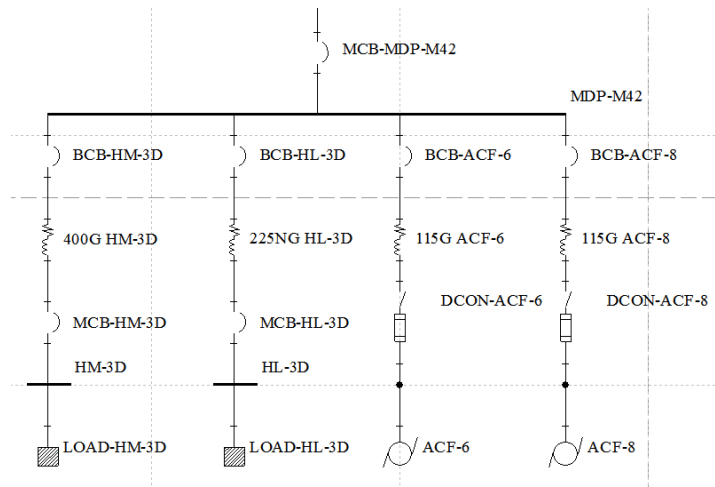 MCB-MDP-M42
MDP-M42
BCB-HM-3D BCB-HL-3D BCB-ACF-6 BCB-ACF-8
400G HM-3D 225NG HL-3D 115G ACF-6 115G ACF-8
DCON-ACF-6 DCON-ACF-8
MCB-HM-3D MCB-HL-3D
HM-3D HL-3D
LOAD-HM-3D LOAD-HL-3D ACF-6 ACF-8